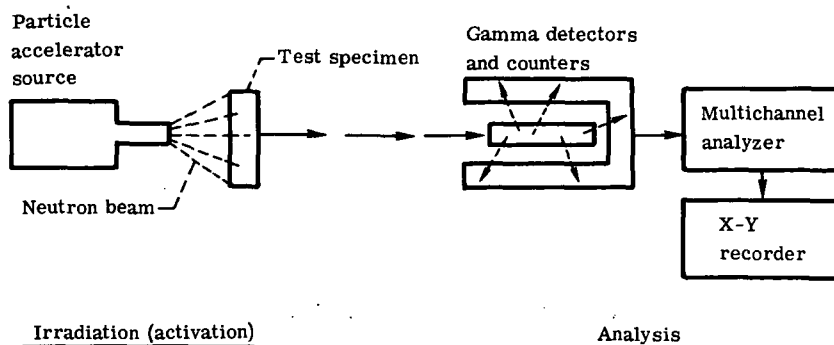 Particle
accelerator
source
Test specimen
Neutron beam
Gamma detectors
and counters
Multichannel
analyzer
X-Y
recorder
Irradiation (activation)
Analysis